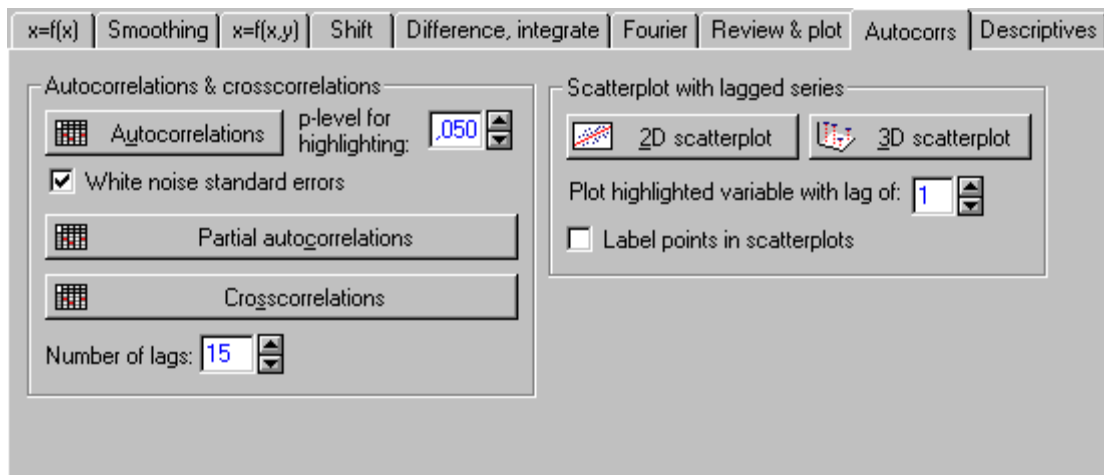 x=f(x) Smoothing x=f(x,y) Shift Difference, integrate Fourier Review & plot Autocorrs Descriptives
Autocorrelations & crosscorrelations
Autocorrelations
p-level for
highlighting:
,050
White noise standard errors
Partial autocorrelations
Crosscorrelations
Number of lags: 15
Scatterplot with lagged series
2D scatterplot 3D scatterplot
Plot highlighted variable with lag of: 1
Label points in scatterplots